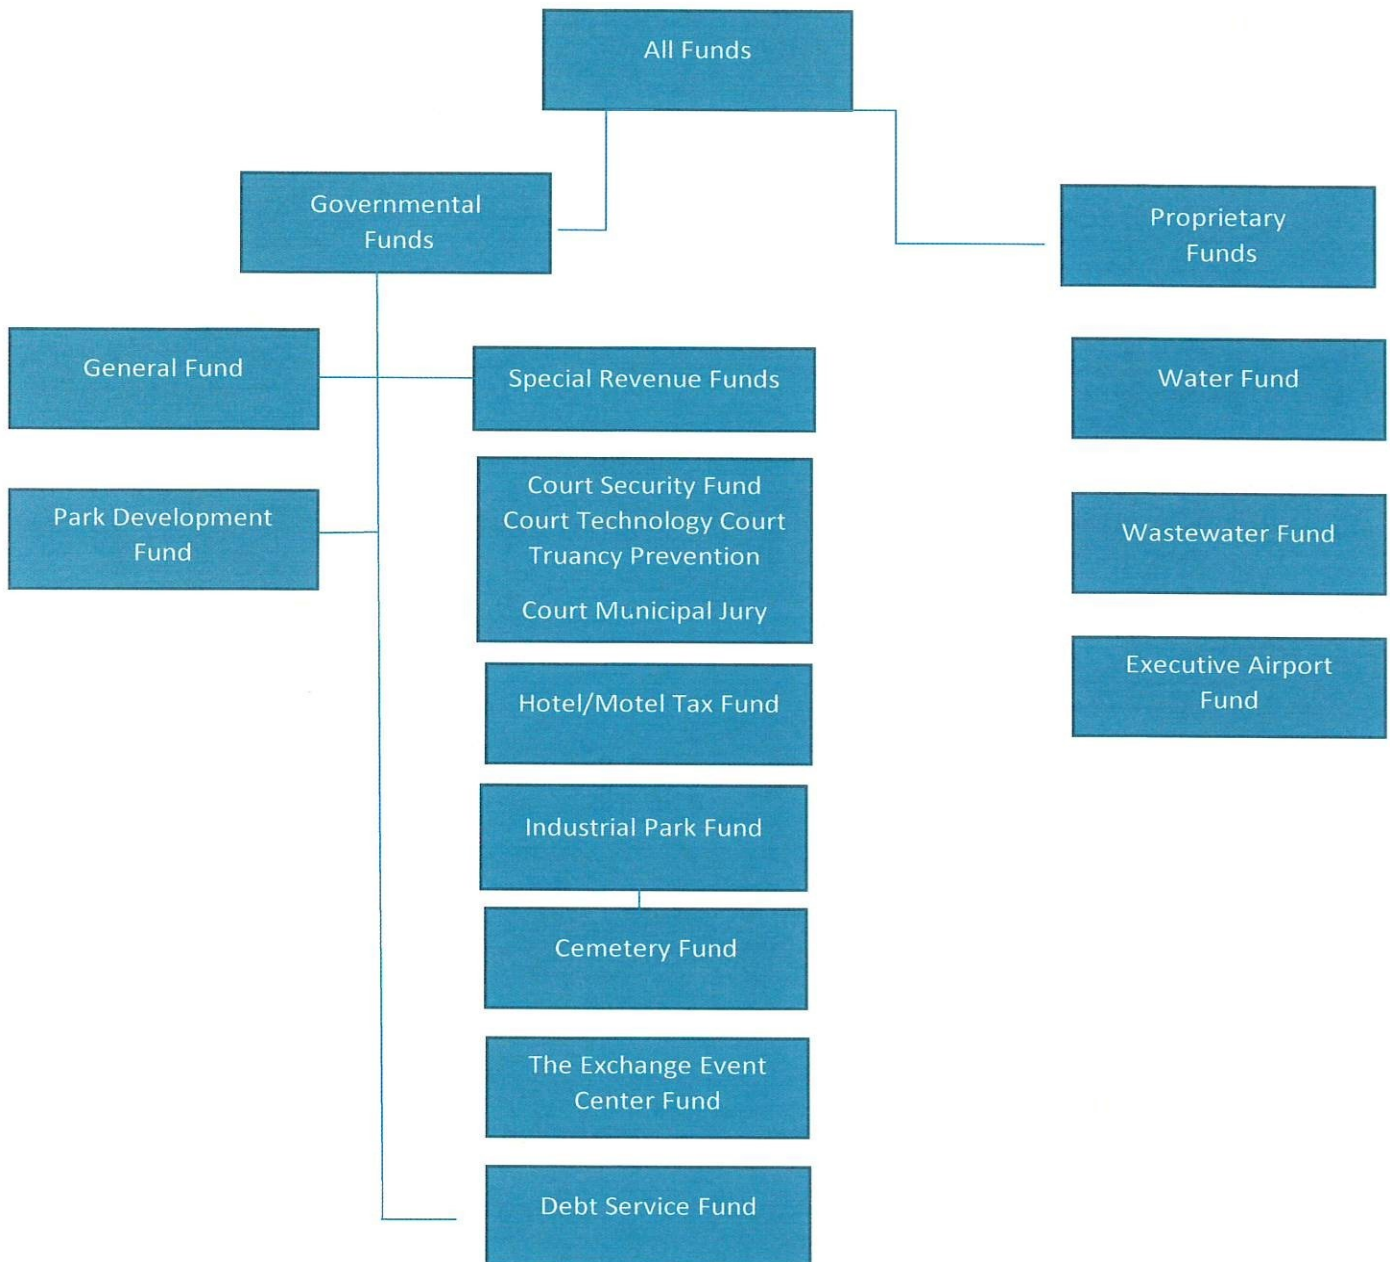 All Funds
Governmental
Funds
Proprietary
Funds
General Fund
Special Revenue Funds
Water Fund
Park Development
Fund
Court Security Fund
Court Technology Court
Truancy Prevention
Court Municipal Jury
Wastewater Fund
Hotel/Motel Tax Fund
Executive Airport
Fund
Industrial Park Fund
Cemetery Fund
The Exchange Event
Center Fund
Debt Service Fund